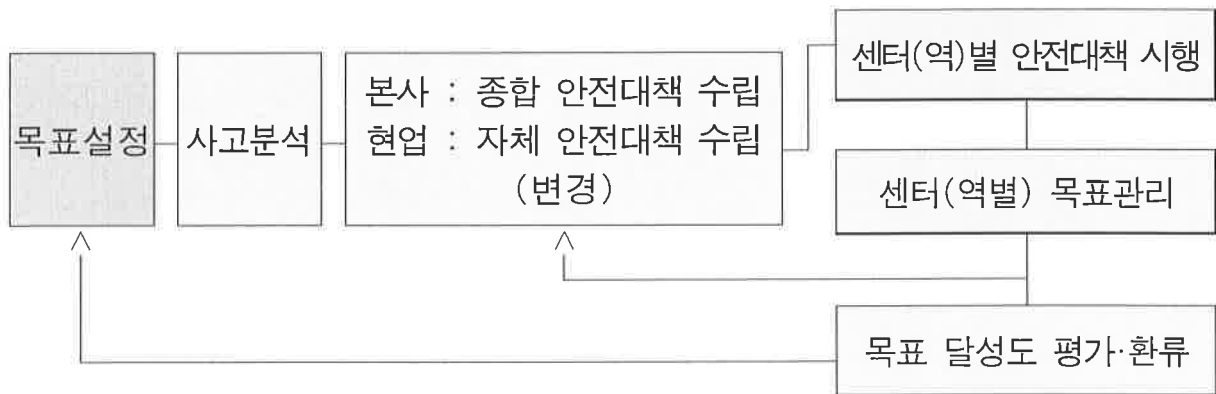 목표설정
사고분석
본사 : 종합 안전대책 수립
현업 : 자체 안전대책 수립
(변경)
센터(역)별 안전대책 시행
센터(역별) 목표관리
목표 달성도 평가·환류